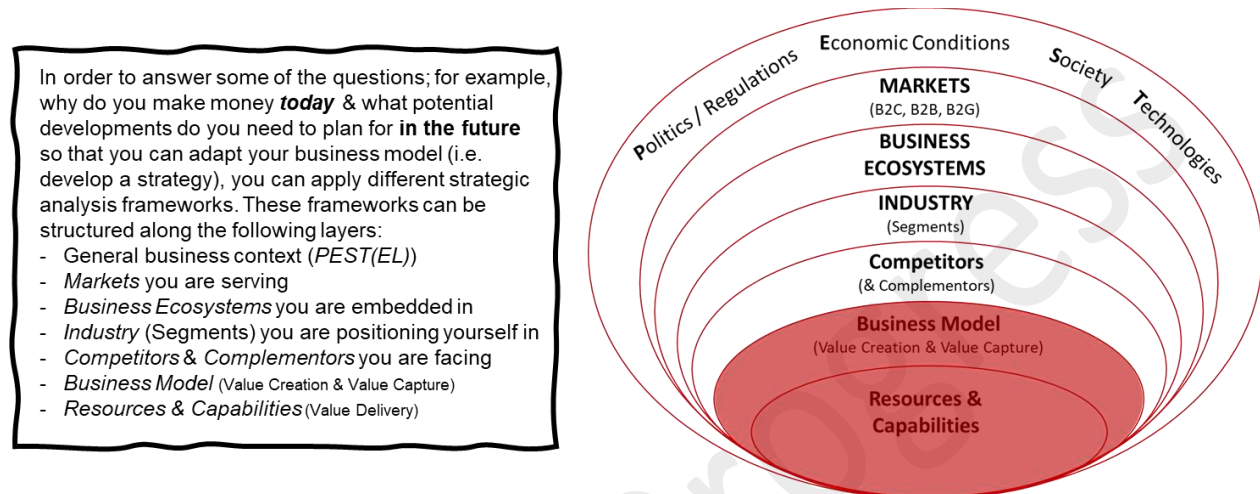 In order to answer some of the questions; for example,
why do you make money today & what potential
developments do you need to plan for in the future
so that you can adapt your business model (i.e.
develop a strategy), you can apply different strategic
analysis frameworks. These frameworks can be
structured along the following layers:
- General business context (PEST(EL))
- Markets you are serving
- Business Ecosystems you are embedded in
- Industry (Segments) you are positioning yourself in
- Competitors & Complementors you are facing
- Business Model (Value Creation & Value Capture)
- Resources & Capabilities (Value Delivery)
Politics / Regulations
Economic Conditions
Society
Technologies
MARKETS
(B2C, B2B, B2G)
BUSINESS
ECOSYSTEMS
INDUSTRY
(Segments)
Competitors
(& Complementors)
Business Model
(Value Creation & Value Capture)
Resources &
Capabilities
rogress